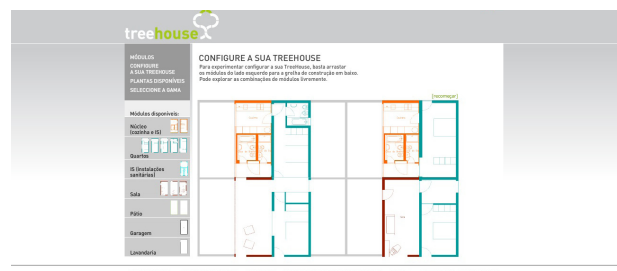 treehouse
MÓDULOS
CONFIGURE
A SUA TREEHOUSE
PLANTAS DISPONÍVEIS
SELECCIONE A GAMA
CONFIGURE A SUA TREEHOUSE
Para experimentar configurar a sua TreeHouse, basta arrastar
os módulos do lado esquerdo para a grelha de construção em baixo.
Pode explorar as combinações de módulos livremente.
[recomeçar]
Módulos disponíveis:
Núcleo
(cozinha e IS)
Quartos
IS (instalações
sanitárias)
Sala
Pátio
Garagem
Lavandaria